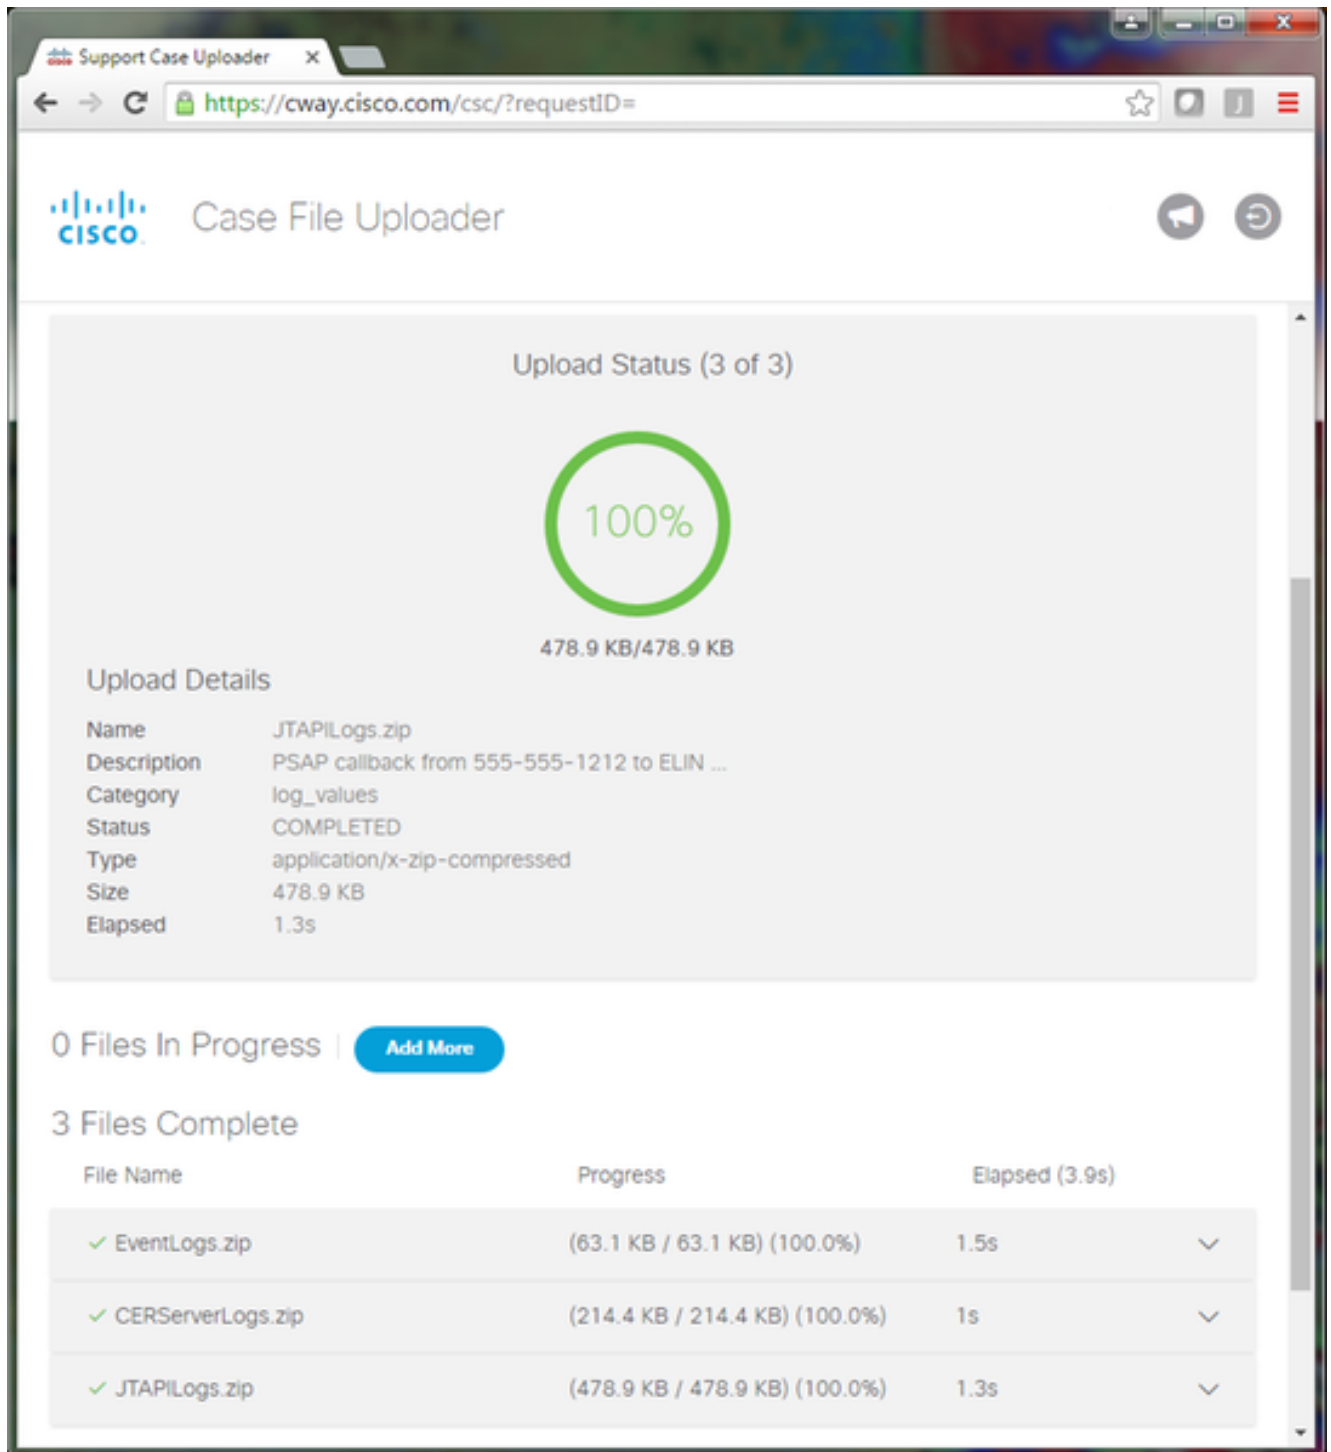 Support Case Uploader
https://cway.cisco.com/csc/?requestID=
J
CISCO. Case File Uploader
Upload Status (3 of 3)
100%
478.9 KB/478.9 KB
Upload Details
Name JTAPILogs.zip
Description PSAP callback from 555-555-1212 to ELIN ...
Category log_values
Status COMPLETED
Type application/x-zip-compressed
Size 478.9 KB
Elapsed 1.3s
0 Files In Progress Add More
3 Files Complete
File Name Progress Elapsed (3.9s)
EventLogs.zip (63.1 KB / 63.1 KB) (100.0%) 1.5s
CERServerLogs.zip (214.4 KB / 214.4 KB) (100.0%) 1s
JTAPILogs.zip (478.9 KB / 478.9 KB) (100.0%) 1.3s